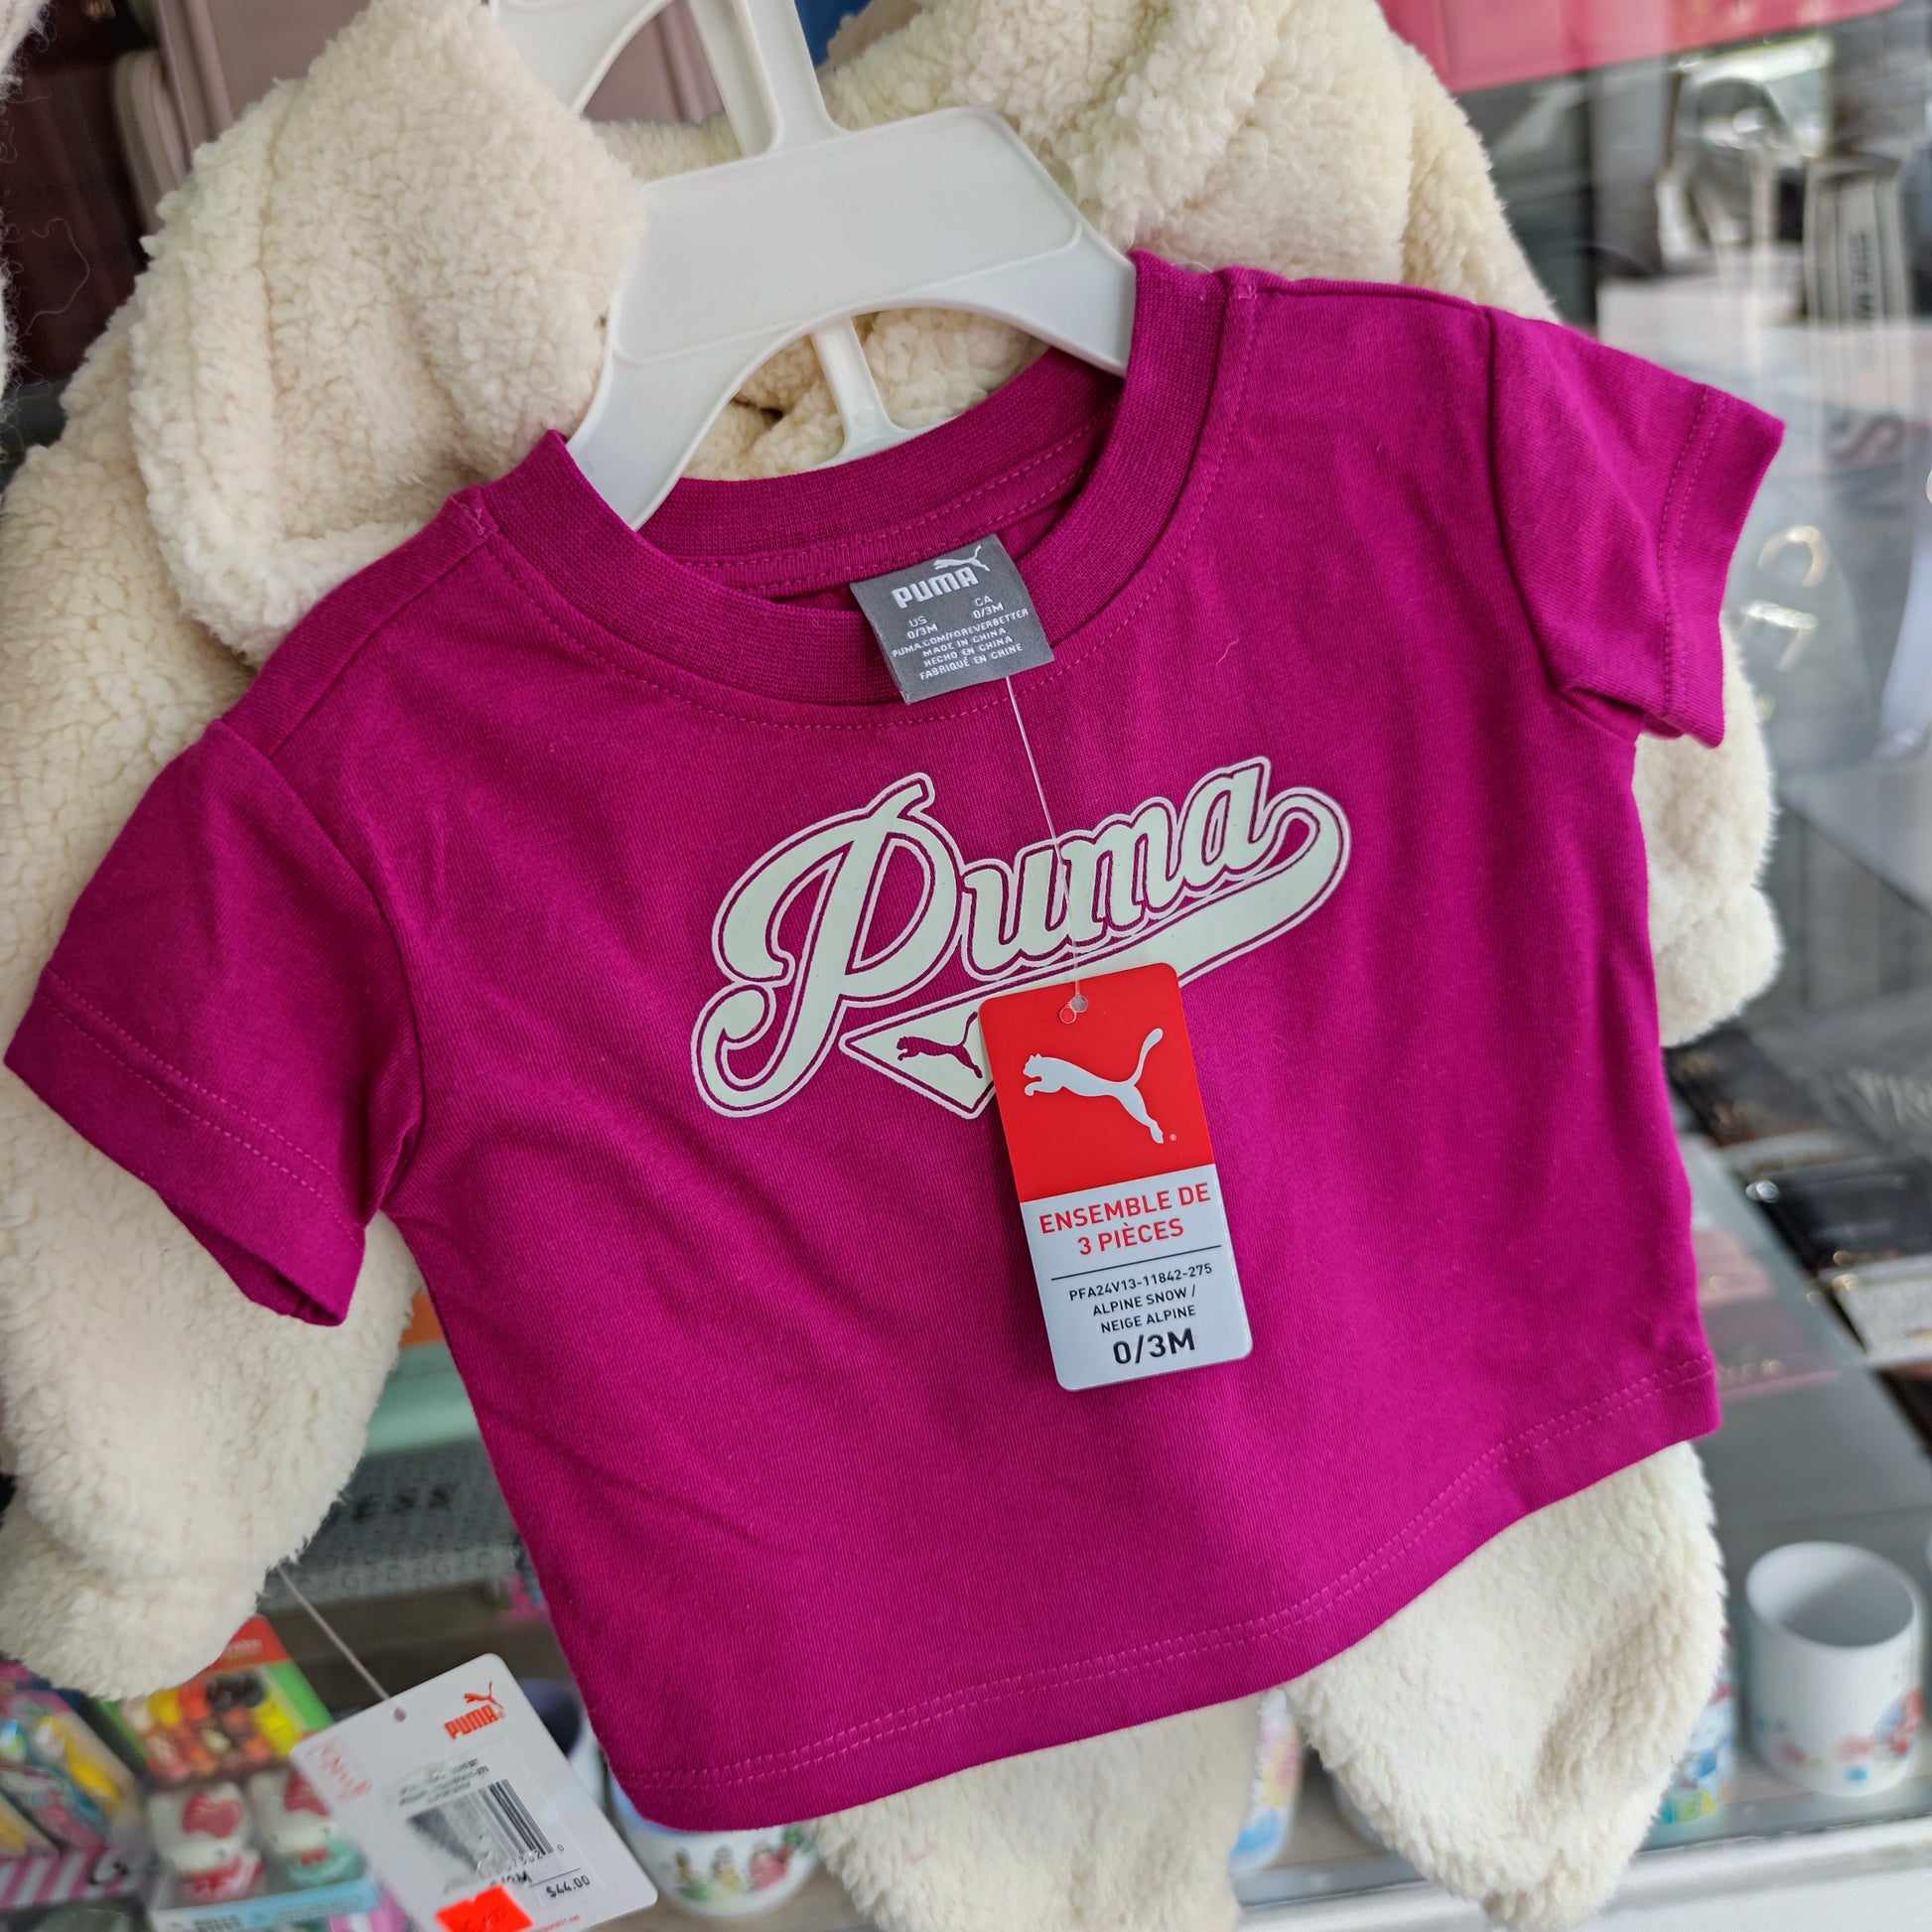 PUMA
US CA
0/3M 0/3M
PUMA.COM/FOREVERBETTER
MADE IN CHINA
HECHO EN CHINA
FABRIQUÉ EN CHINE
Puma
ENSEMBLE DE
3 PIÈCES
PFA24V13-11842-275
ALPINE SNOW /
NEIGE ALPINE
0/3M
PUMA
$44.00